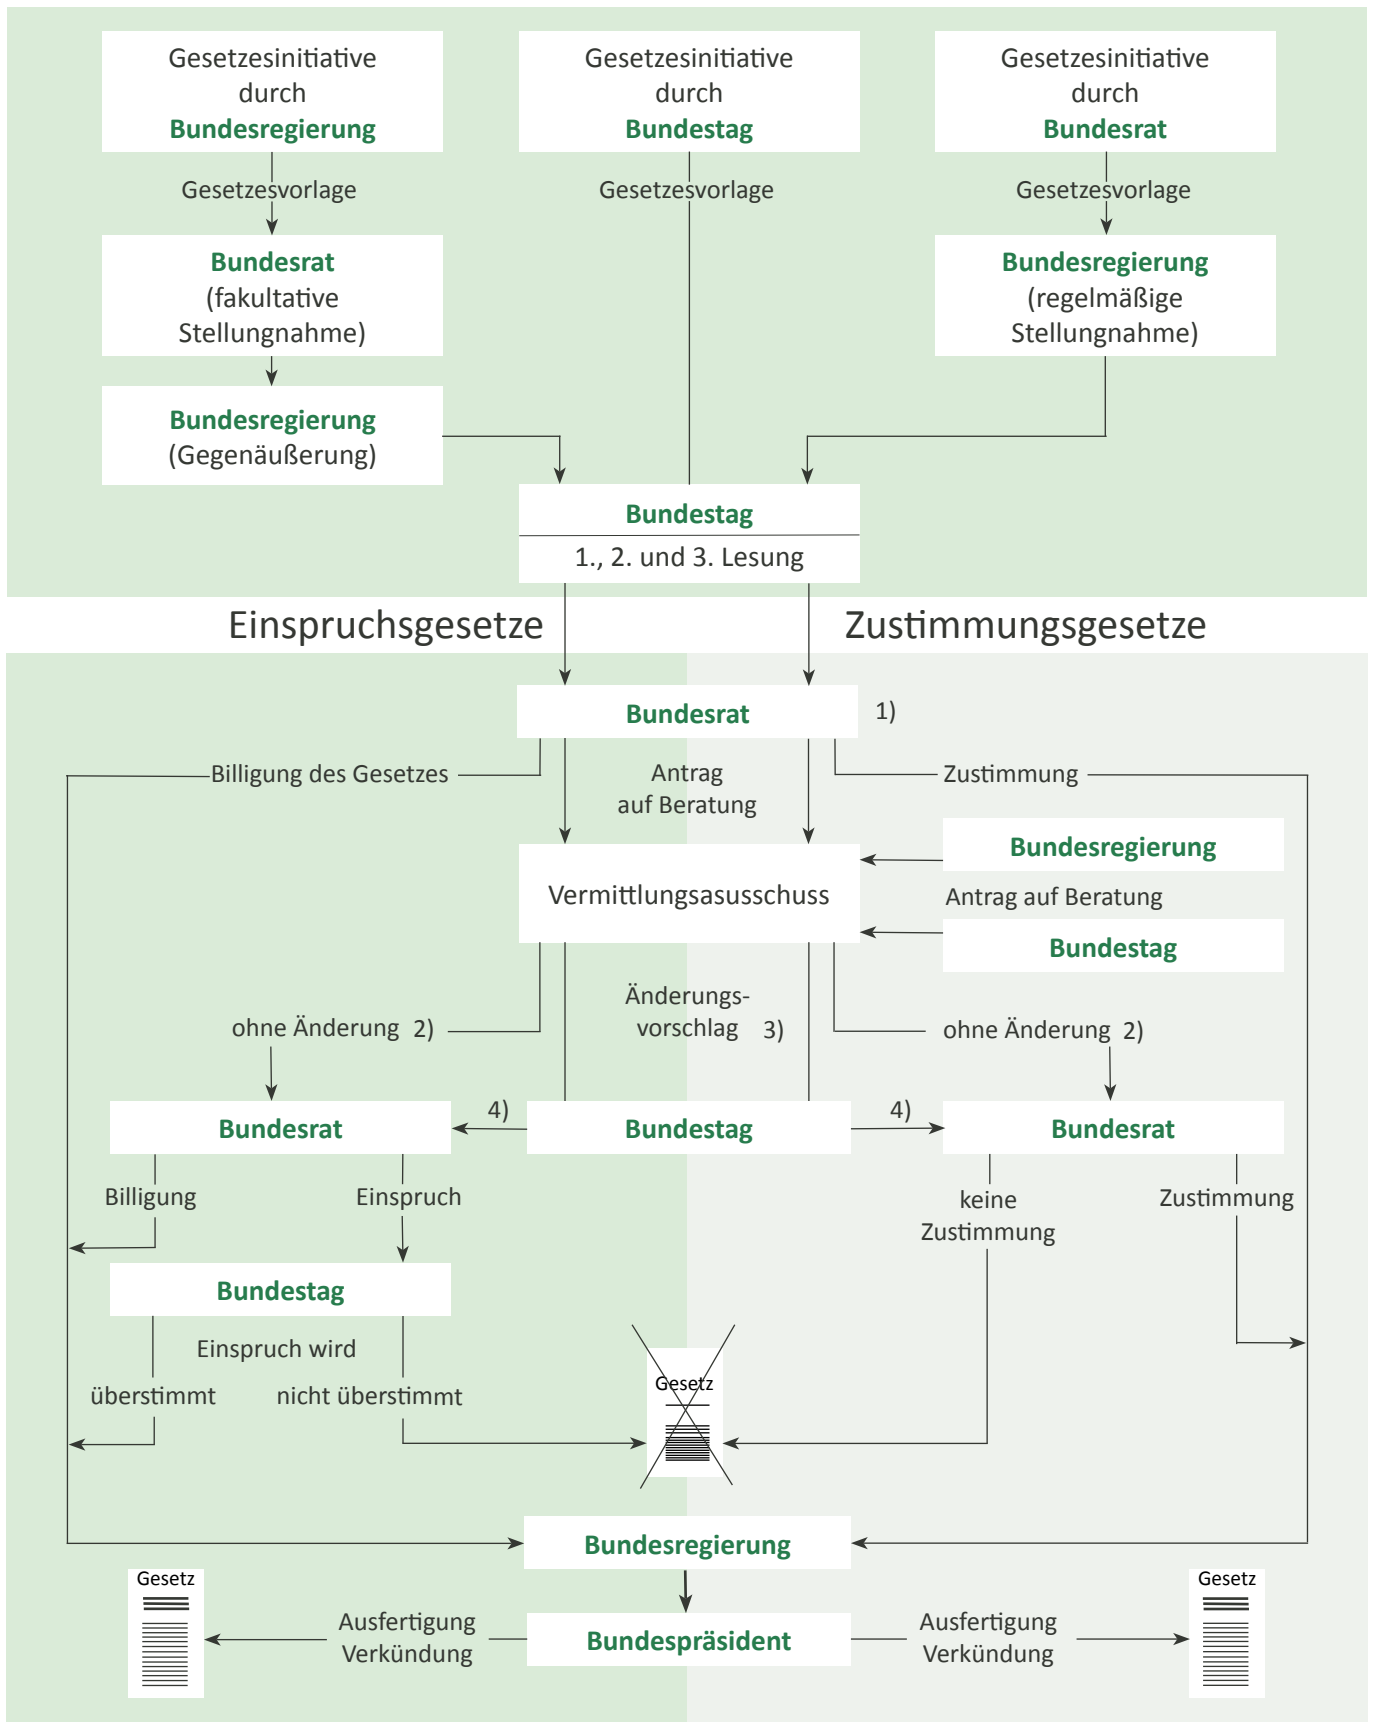 Gesetzesinitiative
durch
Bundesregierung
Gesetzesinitiative
durch
Bundestag
Gesetzesinitiative
durch
Bundesrat
Gesetzesvorlage
Gesetzesvorlage
Gesetzesvorlage
Bundesrat
(fakultative
Stellungnahme)
Bundesregierung
(regelmäßige
Stellungnahme)
Bundesregierung
(Gegenäußerung)
Bundestag
1., 2. und 3. Lesung
Einspruchsgesetze
Zustimmungsgesetze
Bundesrat
1)
Billigung des Gesetzes
Antrag
auf Beratung
Zustimmung
Vermittlungsasusschuss
Bundesregierung
Antrag auf Beratung
Bundestag
ohne Änderung 2)
Änderungs-
vorschlag 3)
ohne Änderung 2)
Bundesrat
4)
Bundestag
4)
Bundesrat
Billigung
Einspruch
keine
Zustimmung
Zustimmung
Bundestag
Einspruch wird
überstimmt
nicht überstimmt
Gesetz
Bundesregierung
Gesetz
Ausfertigung
Verkündung
Bundespräsident
Ausfertigung
Verkündung
Gesetz